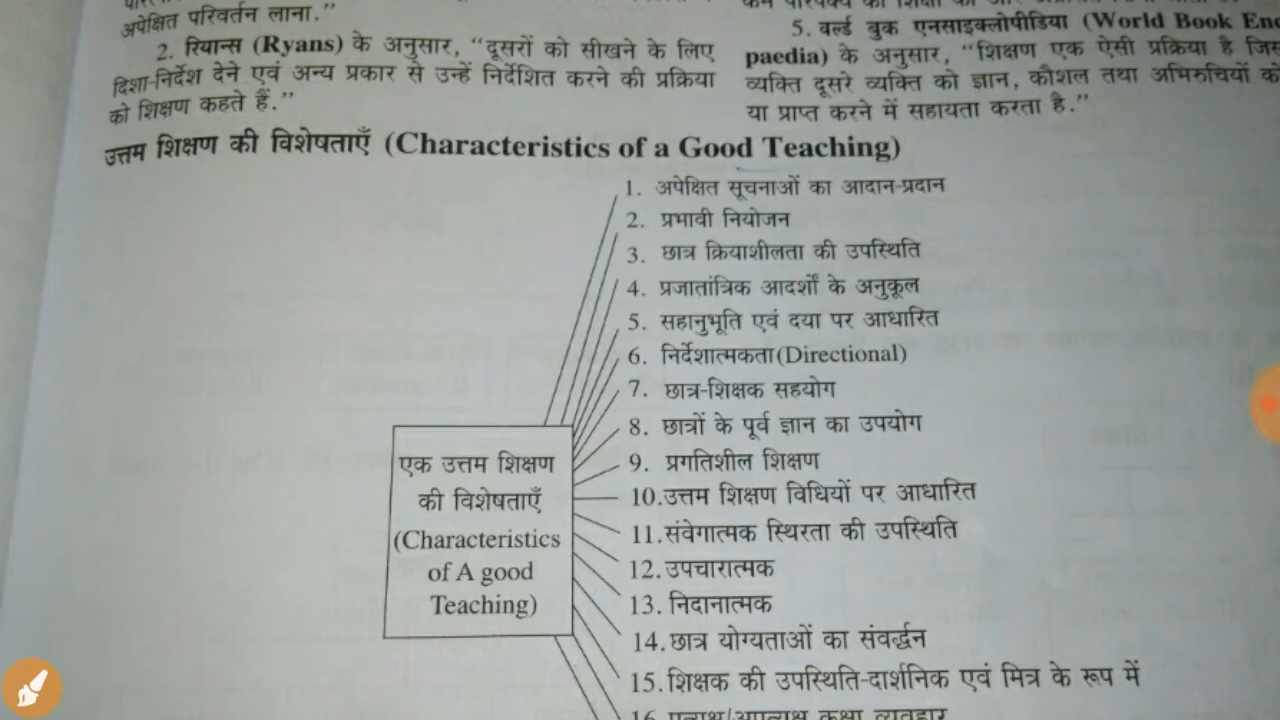 अपेक्षित परिवर्तन लाना.”
2. रियान्स (Ryans) के अनुसार, “दूसरों को सीखने के लिए
दिशा-निर्देश देने एवं अन्य प्रकार से उन्हें निर्देशित करने की प्रक्रिया
को शिक्षण कहते हैं.”
5. वर्ल्ड बुक एनसाइक्लोपीडिया (World Book
paedia) के अनुसार, “शिक्षण एक ऐसी प्रक्रिया है
व्यक्ति दूसरे व्यक्ति को ज्ञान, कौशल तथा अभिरुचियों
या प्राप्त करने में सहायता करता है.”
उत्तम शिक्षण की विशेषताएँ (Characteristics of a Good Teaching)
1. अपेक्षित सूचनाओं का आदान-प्रदान
2. प्रभावी नियोजन
3. छात्र क्रियाशीलता की उपस्थिति
4. प्रजातांत्रिक आदर्शों के अनुकूल
5. सहानुभूति एवं दया पर आधारित
6. निर्देशात्मकता(Directional)
7. छात्र-शिक्षक सहयोग
8. छात्रों के पूर्व ज्ञान का उपयोग
9. प्रगतिशील शिक्षण
10.उत्तम शिक्षण विधियों पर आधारित
11.संवेगात्मक स्थिरता की उपस्थिति
12.उपचारात्मक
13.निदानात्मक
14.छात्र योग्यताओं का संवर्द्धन
15.शिक्षक की उपस्थिति-दार्शनिक एवं मित्र के रूप में
एक उत्तम शिक्षण
की विशेषताएँ
(Characteristics
of A good
Teaching)